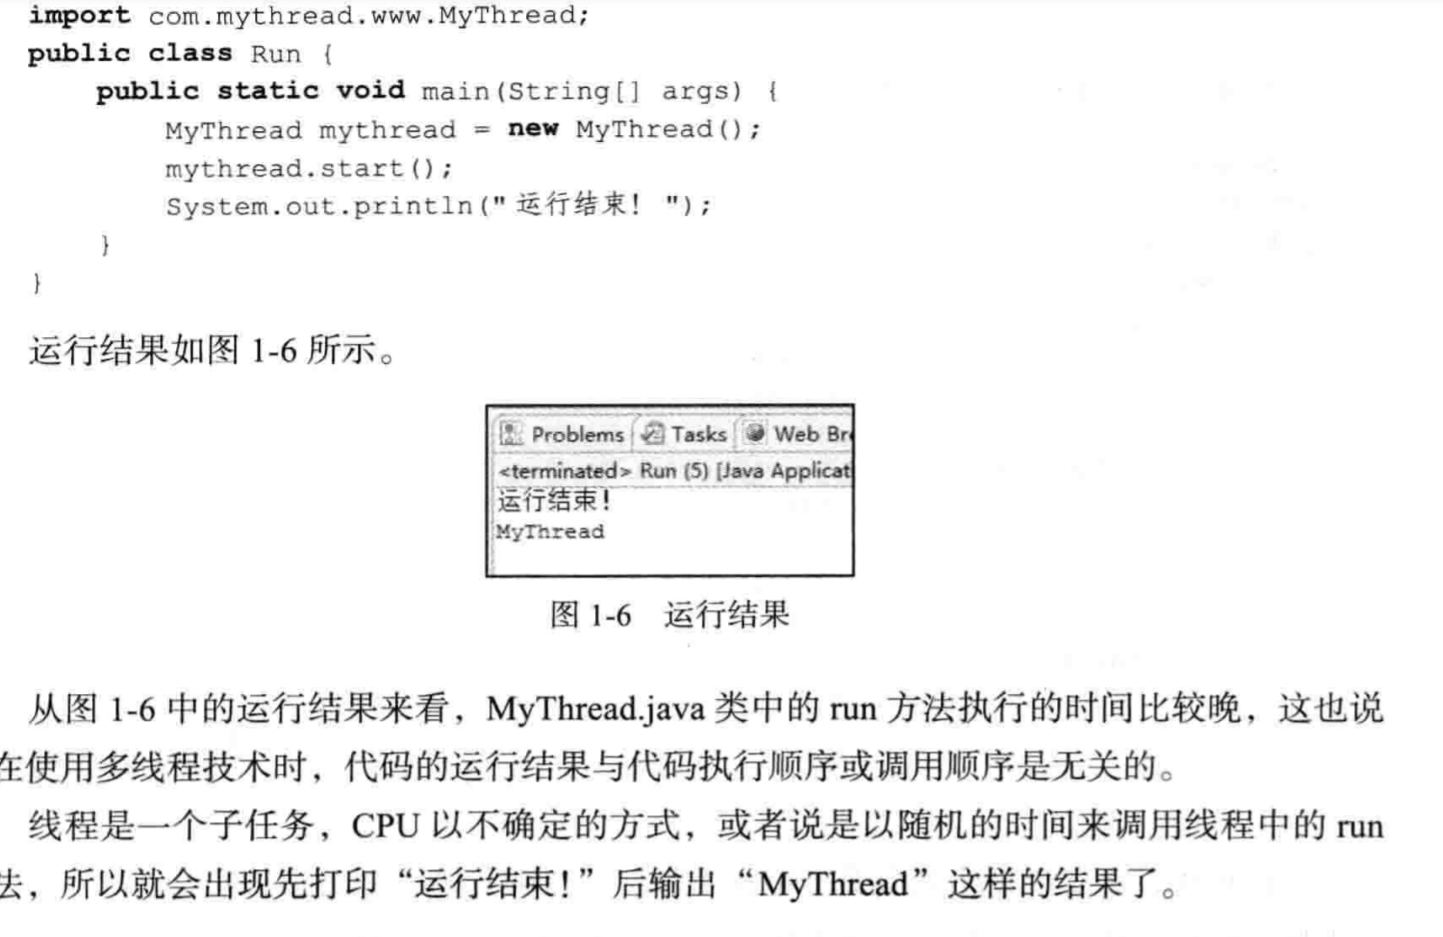 import com.mythread.www.MyThread;
public class Run {
public static void main(String[] args) {
MyThread mythread = new MyThread();
mythread.start();
System.out.println("运行结束！");
}
}
运行结果如图 1-6 所示。
Problems Tasks Web Br
<terminated> Run (5) [Java Applicat
运行结束！
MyThread
图 1-6 运行结果
从图 1-6 中的运行结果来看，MyThread.java 类中的 run 方法执行的时间比较晚，这也说
在使用多线程技术时，代码的运行结果与代码执行顺序或调用顺序是无关的。
线程是一个子任务，CPU 以不确定的方式，或者说是以随机的时间来调用线程中的 run
法，所以就会出现先打印“运行结束！”后输出“MyThread”这样的结果了。